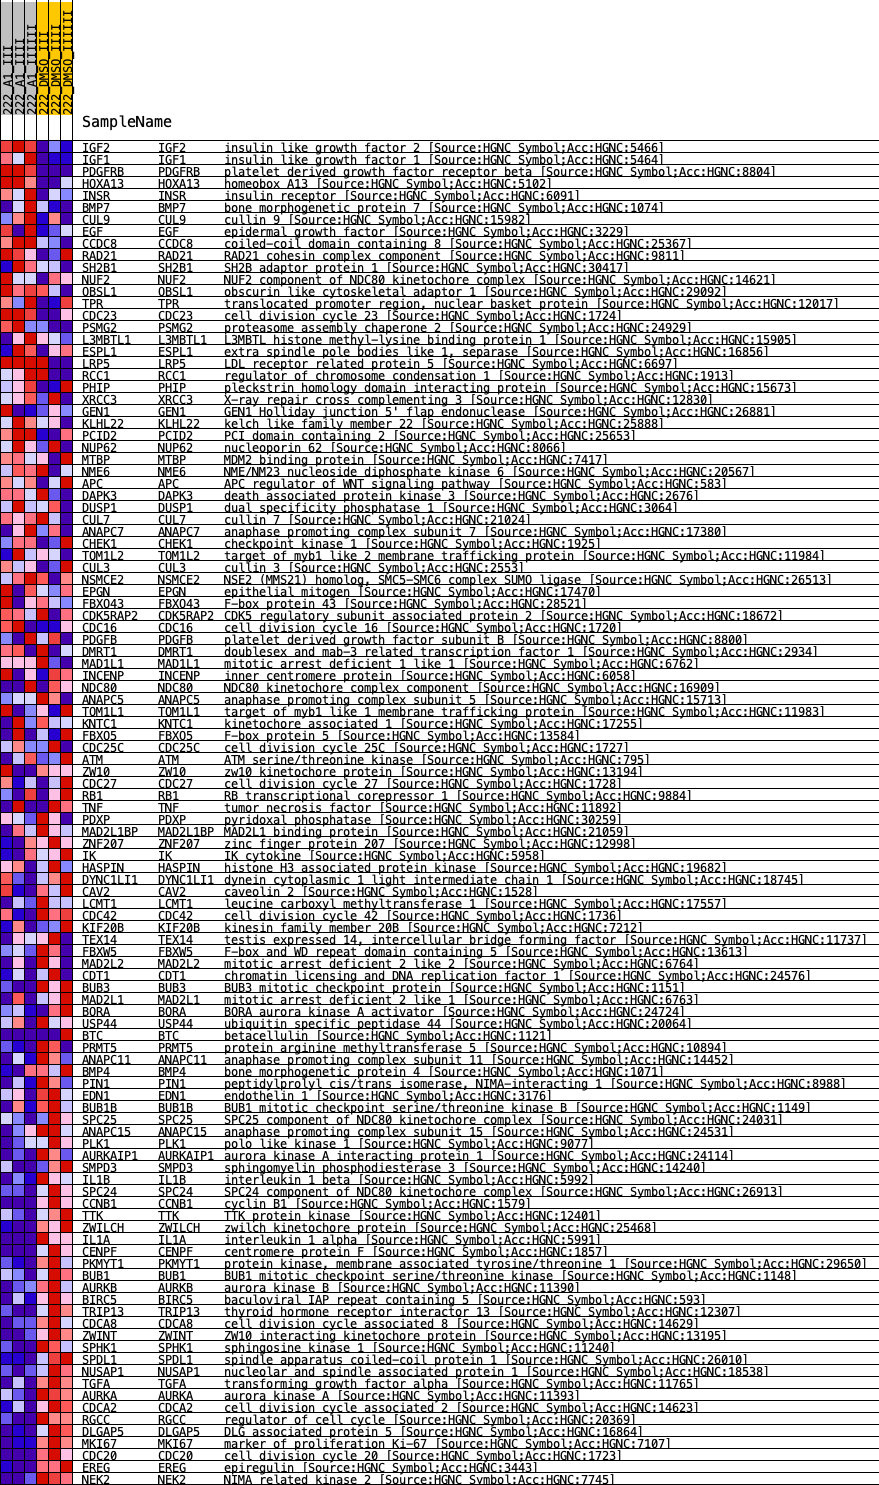 222_A1_III
222_A1_IIII
222_A1_IIIIII
222_DMSO_III
222_DMSO_IIII
222_DMSO_IIIIII
SampleName
IGF2 IGF2 insulin like growth factor 2 [Source:HGNC Symbol;Acc:HGNC:5466]
IGF1 IGF1 insulin like growth factor 1 [Source:HGNC Symbol;Acc:HGNC:5464]
PDGFRB PDGFRB platelet derived growth factor receptor beta [Source:HGNC Symbol;Acc:HGNC:8804]
HOXA13 HOXA13 homeobox A13 [Source:HGNC Symbol;Acc:HGNC:5102]
INSR INSR insulin receptor [Source:HGNC Symbol;Acc:HGNC:6091]
BMP7 BMP7 bone morphogenetic protein 7 [Source:HGNC Symbol;Acc:HGNC:1074]
CUL9 CUL9 cullin 9 [Source:HGNC Symbol;Acc:HGNC:15982]
EGF EGF epidermal growth factor [Source:HGNC Symbol;Acc:HGNC:3229]
CCDC8 CCDC8 coiled-coil domain containing 8 [Source:HGNC Symbol;Acc:HGNC:25367]
RAD21 RAD21 RAD21 cohesin complex component [Source:HGNC Symbol;Acc:HGNC:9811]
SH2B1 SH2B1 SH2B adaptor protein 1 [Source:HGNC Symbol;Acc:HGNC:30417]
NUF2 NUF2 NUF2 component of NDC80 kinetochore complex [Source:HGNC Symbol;Acc:HGNC:14621]
OBSL1 OBSL1 obscurin like cytoskeletal adaptor 1 [Source:HGNC Symbol;Acc:HGNC:29092]
TPR TPR translocated promoter region, nuclear basket protein [Source:HGNC Symbol;Acc:HGNC:12017]
CDC23 CDC23 cell division cycle 23 [Source:HGNC Symbol;Acc:HGNC:1724]
PSMG2 PSMG2 proteasome assembly chaperone 2 [Source:HGNC Symbol;Acc:HGNC:24929]
L3MBTL1 L3MBTL1 L3MBTL histone methyl-lysine binding protein 1 [Source:HGNC Symbol;Acc:HGNC:15905]
ESPL1 ESPL1 extra spindle pole bodies like 1, separase [Source:HGNC Symbol;Acc:HGNC:16856]
LRP5 LRP5 LDL receptor related protein 5 [Source:HGNC Symbol;Acc:HGNC:6697]
RCC1 RCC1 regulator of chromosome condensation 1 [Source:HGNC Symbol;Acc:HGNC:1913]
PHIP PHIP pleckstrin homology domain interacting protein [Source:HGNC Symbol;Acc:HGNC:15673]
XRCC3 XRCC3 X-ray repair cross complementing 3 [Source:HGNC Symbol;Acc:HGNC:12830]
GEN1 GEN1 GEN1 Holliday junction 5' flap endonuclease [Source:HGNC Symbol;Acc:HGNC:26881]
KLHL22 KLHL22 kelch like family member 22 [Source:HGNC Symbol;Acc:HGNC:25888]
PCID2 PCID2 PCI domain containing 2 [Source:HGNC Symbol;Acc:HGNC:25653]
NUP62 NUP62 nucleoporin 62 [Source:HGNC Symbol;Acc:HGNC:8066]
MTBP MTBP MDM2 binding protein [Source:HGNC Symbol;Acc:HGNC:7417]
NME6 NME6 NME/NM23 nucleoside diphosphate kinase 6 [Source:HGNC Symbol;Acc:HGNC:20567]
APC APC APC regulator of WNT signaling pathway [Source:HGNC Symbol;Acc:HGNC:583]
DAPK3 DAPK3 death associated protein kinase 3 [Source:HGNC Symbol;Acc:HGNC:2676]
DUSP1 DUSP1 dual specificity phosphatase 1 [Source:HGNC Symbol;Acc:HGNC:3064]
CUL7 CUL7 cullin 7 [Source:HGNC Symbol;Acc:HGNC:21024]
ANAPC7 ANAPC7 anaphase promoting complex subunit 7 [Source:HGNC Symbol;Acc:HGNC:17380]
CHEK1 CHEK1 checkpoint kinase 1 [Source:HGNC Symbol;Acc:HGNC:1925]
TOM1L2 TOM1L2 target of myb1 like 2 membrane trafficking protein [Source:HGNC Symbol;Acc:HGNC:11984]
CUL3 CUL3 cullin 3 [Source:HGNC Symbol;Acc:HGNC:2553]
NSMCE2 NSMCE2 NSE2 (MMS21) homolog, SMC5-SMC6 complex SUMO ligase [Source:HGNC Symbol;Acc:HGNC:26513]
EPGN EPGN epithelial mitogen [Source:HGNC Symbol;Acc:HGNC:17470]
FBXO43 FBXO43 F-box protein 43 [Source:HGNC Symbol;Acc:HGNC:28521]
CDK5RAP2 CDK5RAP2 CDK5 regulatory subunit associated protein 2 [Source:HGNC Symbol;Acc:HGNC:18672]
CDC16 CDC16 cell division cycle 16 [Source:HGNC Symbol;Acc:HGNC:1720]
PDGFB PDGFB platelet derived growth factor subunit B [Source:HGNC Symbol;Acc:HGNC:8800]
DMRT1 DMRT1 doublesex and mab-3 related transcription factor 1 [Source:HGNC Symbol;Acc:HGNC:2934]
MAD1L1 MAD1L1 mitotic arrest deficient 1 like 1 [Source:HGNC Symbol;Acc:HGNC:6762]
INCENP INCENP inner centromere protein [Source:HGNC Symbol;Acc:HGNC:6058]
NDC80 NDC80 NDC80 kinetochore complex component [Source:HGNC Symbol;Acc:HGNC:16909]
ANAPC5 ANAPC5 anaphase promoting complex subunit 5 [Source:HGNC Symbol;Acc:HGNC:15713]
TOM1L1 TOM1L1 target of myb1 like 1 membrane trafficking protein [Source:HGNC Symbol;Acc:HGNC:11983]
KNTC1 KNTC1 kinetochore associated 1 [Source:HGNC Symbol;Acc:HGNC:17255]
FBXO5 FBXO5 F-box protein 5 [Source:HGNC Symbol;Acc:HGNC:13584]
CDC25C CDC25C cell division cycle 25C [Source:HGNC Symbol;Acc:HGNC:1727]
ATM ATM ATM serine/threonine kinase [Source:HGNC Symbol;Acc:HGNC:795]
ZW10 ZW10 zw10 kinetochore protein [Source:HGNC Symbol;Acc:HGNC:13194]
CDC27 CDC27 cell division cycle 27 [Source:HGNC Symbol;Acc:HGNC:1728]
RB1 RB1 RB transcriptional corepressor 1 [Source:HGNC Symbol;Acc:HGNC:9884]
TNF TNF tumor necrosis factor [Source:HGNC Symbol;Acc:HGNC:11892]
PDXP PDXP pyridoxal phosphatase [Source:HGNC Symbol;Acc:HGNC:30259]
MAD2L1BP MAD2L1BP MAD2L1 binding protein [Source:HGNC Symbol;Acc:HGNC:21059]
ZNF207 ZNF207 zinc finger protein 207 [Source:HGNC Symbol;Acc:HGNC:12998]
IK IK IK cytokine [Source:HGNC Symbol;Acc:HGNC:5958]
HASPIN HASPIN histone H3 associated protein kinase [Source:HGNC Symbol;Acc:HGNC:19682]
DYNC1LI1 DYNC1LI1 dynein cytoplasmic 1 light intermediate chain 1 [Source:HGNC Symbol;Acc:HGNC:18745]
CAV2 CAV2 caveolin 2 [Source:HGNC Symbol;Acc:HGNC:1528]
LCMT1 LCMT1 leucine carboxyl methyltransferase 1 [Source:HGNC Symbol;Acc:HGNC:17557]
CDC42 CDC42 cell division cycle 42 [Source:HGNC Symbol;Acc:HGNC:1736]
KIF20B KIF20B kinesin family member 20B [Source:HGNC Symbol;Acc:HGNC:7212]
TEX14 TEX14 testis expressed 14, intercellular bridge forming factor [Source:HGNC Symbol;Acc:HGNC:11737]
FBXW5 FBXW5 F-box and WD repeat domain containing 5 [Source:HGNC Symbol;Acc:HGNC:13613]
MAD2L2 MAD2L2 mitotic arrest deficient 2 like 2 [Source:HGNC Symbol;Acc:HGNC:6764]
CDT1 CDT1 chromatin licensing and DNA replication factor 1 [Source:HGNC Symbol;Acc:HGNC:24576]
BUB3 BUB3 BUB3 mitotic checkpoint protein [Source:HGNC Symbol;Acc:HGNC:1151]
MAD2L1 MAD2L1 mitotic arrest deficient 2 like 1 [Source:HGNC Symbol;Acc:HGNC:6763]
BORA BORA BORA aurora kinase A activator [Source:HGNC Symbol;Acc:HGNC:24724]
USP44 USP44 ubiquitin specific peptidase 44 [Source:HGNC Symbol;Acc:HGNC:20064]
BTC BTC betacellulin [Source:HGNC Symbol;Acc:HGNC:1121]
PRMT5 PRMT5 protein arginine methyltransferase 5 [Source:HGNC Symbol;Acc:HGNC:10894]
ANAPC11 ANAPC11 anaphase promoting complex subunit 11 [Source:HGNC Symbol;Acc:HGNC:14452]
BMP4 BMP4 bone morphogenetic protein 4 [Source:HGNC Symbol;Acc:HGNC:1071]
PIN1 PIN1 peptidylprolyl cis/trans isomerase, NIMA-interacting 1 [Source:HGNC Symbol;Acc:HGNC:8988]
EDN1 EDN1 endothelin 1 [Source:HGNC Symbol;Acc:HGNC:3176]
BUB1B BUB1B BUB1 mitotic checkpoint serine/threonine kinase B [Source:HGNC Symbol;Acc:HGNC:1149]
SPC25 SPC25 SPC25 component of NDC80 kinetochore complex [Source:HGNC Symbol;Acc:HGNC:24031]
ANAPC15 ANAPC15 anaphase promoting complex subunit 15 [Source:HGNC Symbol;Acc:HGNC:24531]
PLK1 PLK1 polo like kinase 1 [Source:HGNC Symbol;Acc:HGNC:9077]
AURKAIP1 AURKAIP1 aurora kinase A interacting protein 1 [Source:HGNC Symbol;Acc:HGNC:24114]
SMPD3 SMPD3 sphingomyelin phosphodiesterase 3 [Source:HGNC Symbol;Acc:HGNC:14240]
IL1B IL1B interleukin 1 beta [Source:HGNC Symbol;Acc:HGNC:5992]
SPC24 SPC24 SPC24 component of NDC80 kinetochore complex [Source:HGNC Symbol;Acc:HGNC:26913]
CCNB1 CCNB1 cyclin B1 [Source:HGNC Symbol;Acc:HGNC:1579]
TTK TTK TTK protein kinase [Source:HGNC Symbol;Acc:HGNC:12401]
ZWILCH ZWILCH zwilch kinetochore protein [Source:HGNC Symbol;Acc:HGNC:25468]
IL1A IL1A interleukin 1 alpha [Source:HGNC Symbol;Acc:HGNC:5991]
CENPF CENPF centromere protein F [Source:HGNC Symbol;Acc:HGNC:1857]
PKMYT1 PKMYT1 protein kinase, membrane associated tyrosine/threonine 1 [Source:HGNC Symbol;Acc:HGNC:29650]
BUB1 BUB1 BUB1 mitotic checkpoint serine/threonine kinase [Source:HGNC Symbol;Acc:HGNC:1148]
AURKB AURKB aurora kinase B [Source:HGNC Symbol;Acc:HGNC:11390]
BIRC5 BIRC5 baculoviral IAP repeat containing 5 [Source:HGNC Symbol;Acc:HGNC:593]
TRIP13 TRIP13 thyroid hormone receptor interactor 13 [Source:HGNC Symbol;Acc:HGNC:12307]
CDCA8 CDCA8 cell division cycle associated 8 [Source:HGNC Symbol;Acc:HGNC:14629]
ZWINT ZWINT ZW10 interacting kinetochore protein [Source:HGNC Symbol;Acc:HGNC:13195]
SPHK1 SPHK1 sphingosine kinase 1 [Source:HGNC Symbol;Acc:HGNC:11240]
SPDL1 SPDL1 spindle apparatus coiled-coil protein 1 [Source:HGNC Symbol;Acc:HGNC:26010]
NUSAP1 NUSAP1 nucleolar and spindle associated protein 1 [Source:HGNC Symbol;Acc:HGNC:18538]
TGFA TGFA transforming growth factor alpha [Source:HGNC Symbol;Acc:HGNC:11765]
AURKA AURKA aurora kinase A [Source:HGNC Symbol;Acc:HGNC:11393]
CDCA2 CDCA2 cell division cycle associated 2 [Source:HGNC Symbol;Acc:HGNC:14623]
RGCC RGCC regulator of cell cycle [Source:HGNC Symbol;Acc:HGNC:20369]
DLGAP5 DLGAP5 DLG associated protein 5 [Source:HGNC Symbol;Acc:HGNC:16864]
MKI67 MKI67 marker of proliferation Ki-67 [Source:HGNC Symbol;Acc:HGNC:7107]
CDC20 CDC20 cell division cycle 20 [Source:HGNC Symbol;Acc:HGNC:1723]
EREG EREG epiregulin [Source:HGNC Symbol;Acc:HGNC:3443]
NEK2 NEK2 NIMA related kinase 2 [Source:HGNC Symbol;Acc:HGNC:7745]